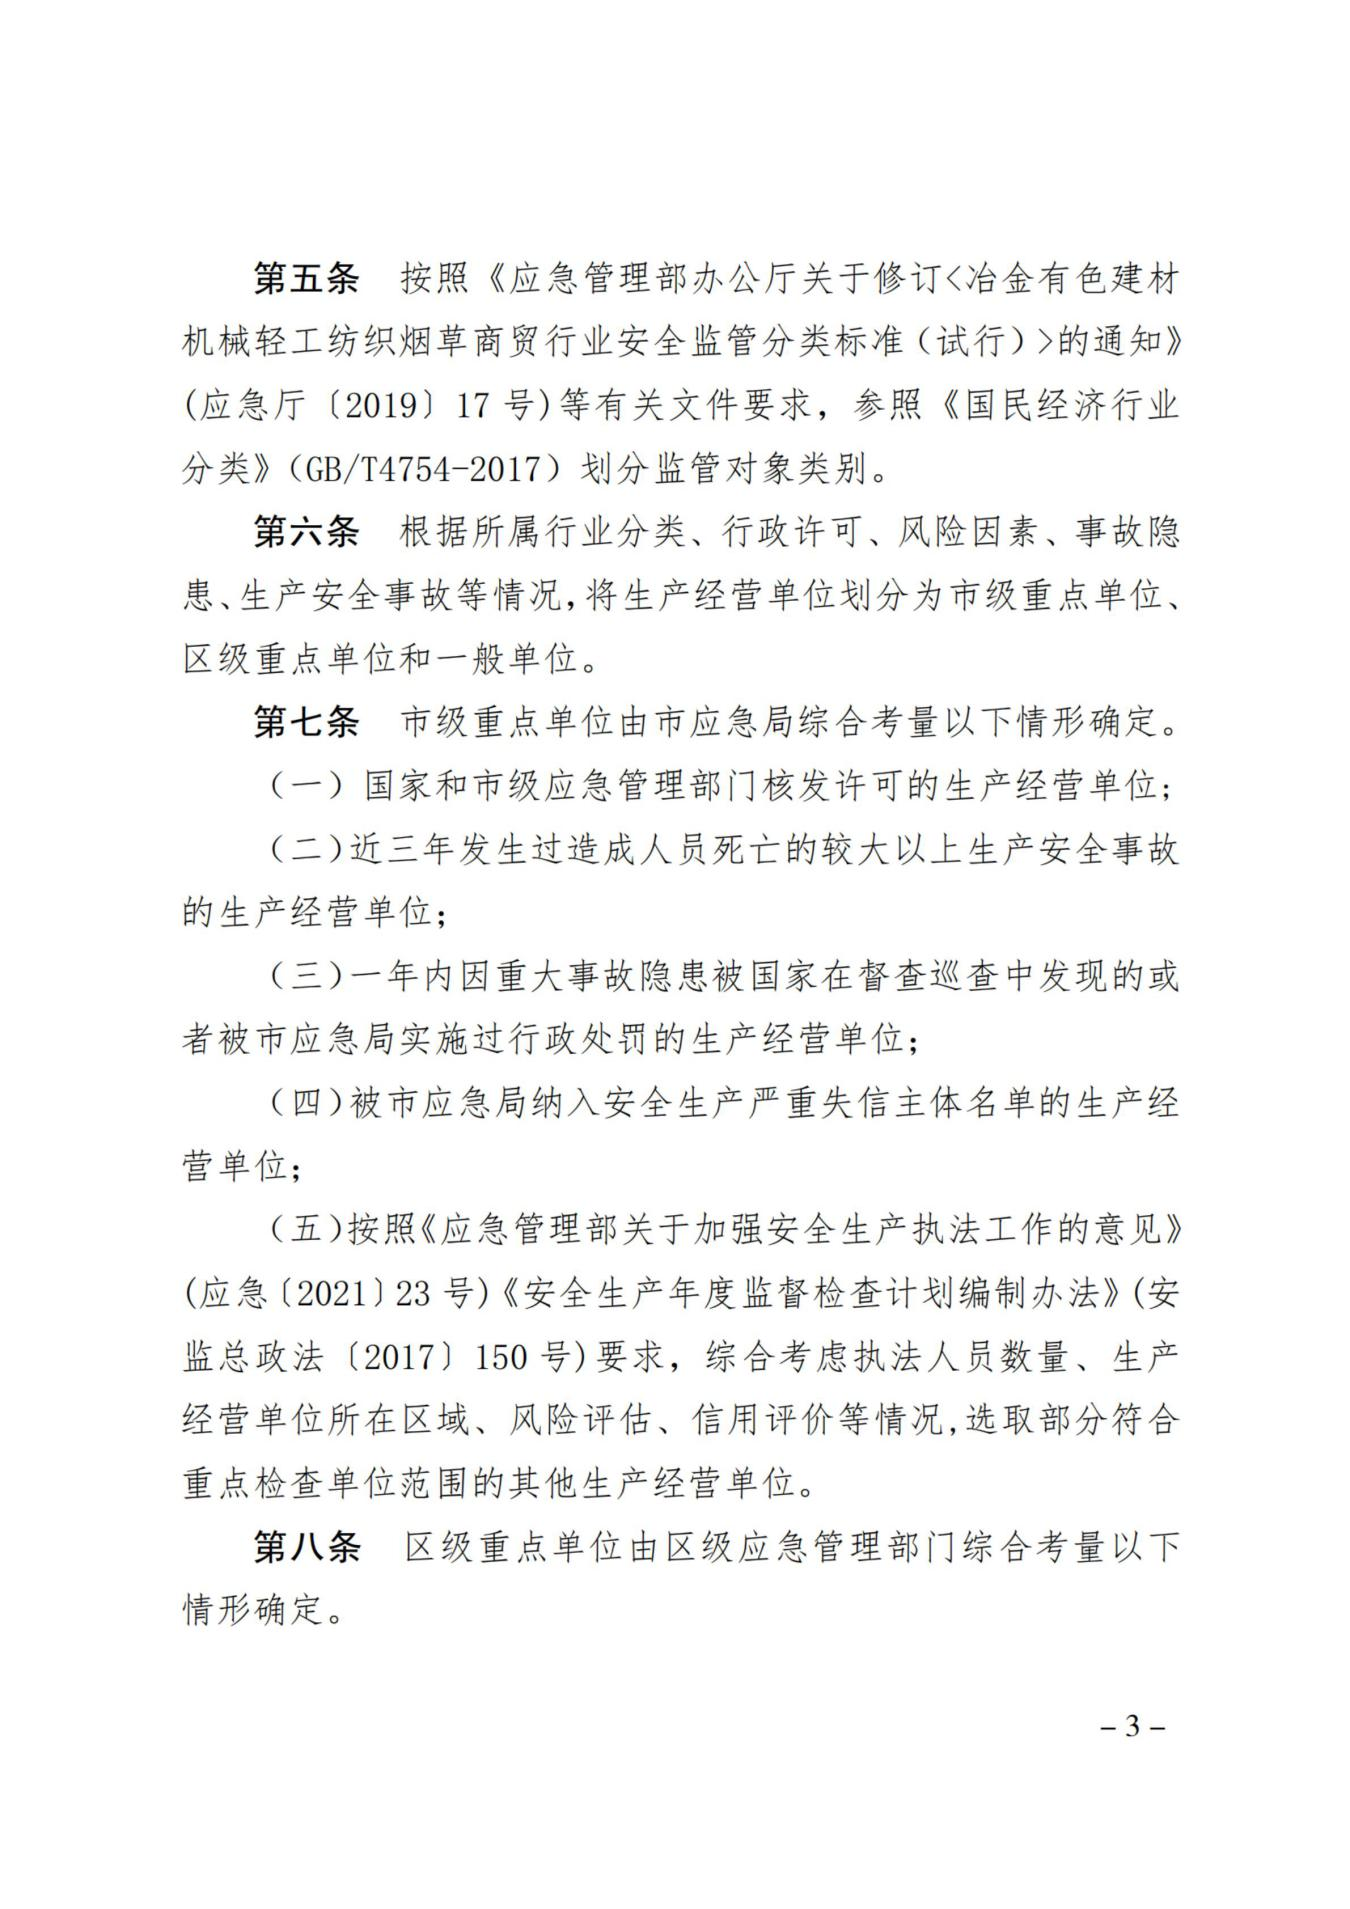 第五条 按照《应急管理部办公厅关于修订<冶金有色建材
机械轻工纺织烟草商贸行业安全监管分类标准（试行）>的通知》
(应急厅〔2019〕17 号)等有关文件要求，参照《国民经济行业
分类》（GB/T4754-2017）划分监管对象类别。
第六条 根据所属行业分类、行政许可、风险因素、事故隐
患、生产安全事故等情况,将生产经营单位划分为市级重点单位、
区级重点单位和一般单位。
第七条 市级重点单位由市应急局综合考量以下情形确定。
（一）国家和市级应急管理部门核发许可的生产经营单位；
（二）近三年发生过造成人员死亡的较大以上生产安全事故
的生产经营单位；
（三）一年内因重大事故隐患被国家在督查巡查中发现的或
者被市应急局实施过行政处罚的生产经营单位；
（四）被市应急局纳入安全生产严重失信主体名单的生产经
营单位；
（五）按照《应急管理部关于加强安全生产执法工作的意见》
(应急〔2021〕23 号)《安全生产年度监督检查计划编制办法》(安
监总政法〔2017〕150 号)要求，综合考虑执法人员数量、生产
经营单位所在区域、风险评估、信用评价等情况,选取部分符合
重点检查单位范围的其他生产经营单位。
第八条 区级重点单位由区级应急管理部门综合考量以下
情形确定。
- 3 -